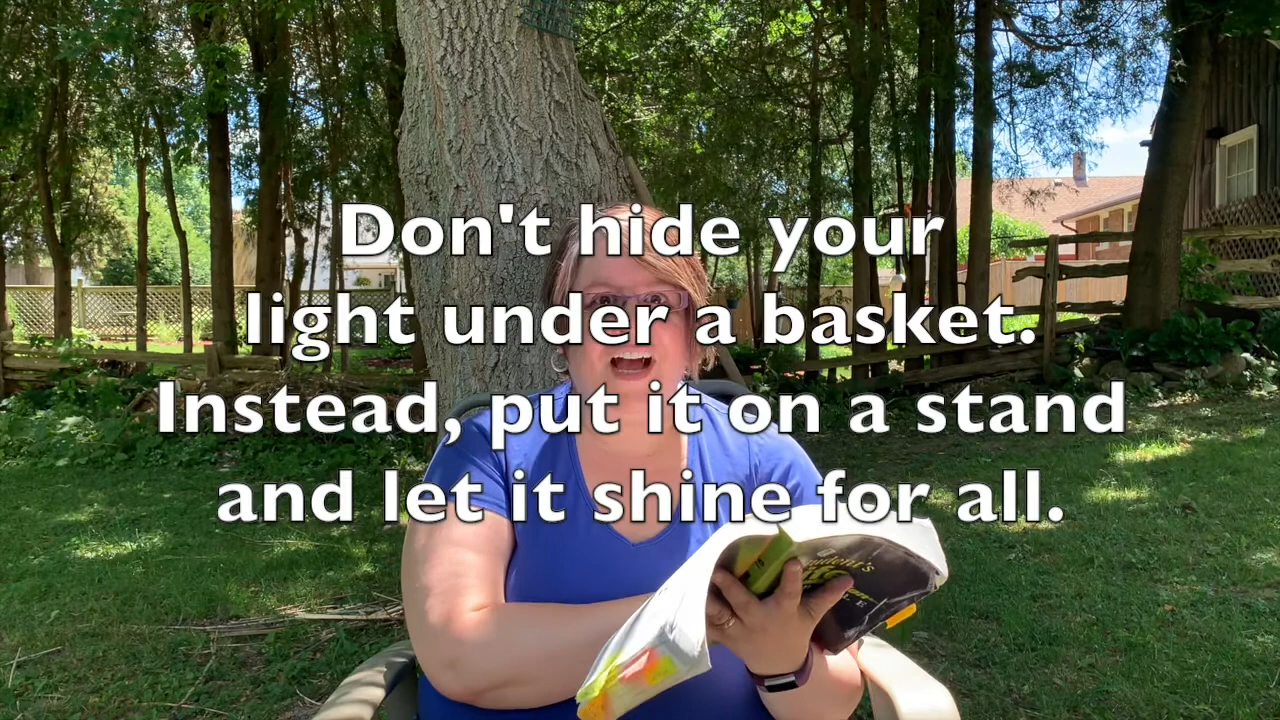 Don't hide your
light under a basket.
Instead, put it on a stand
and let it shine for all.